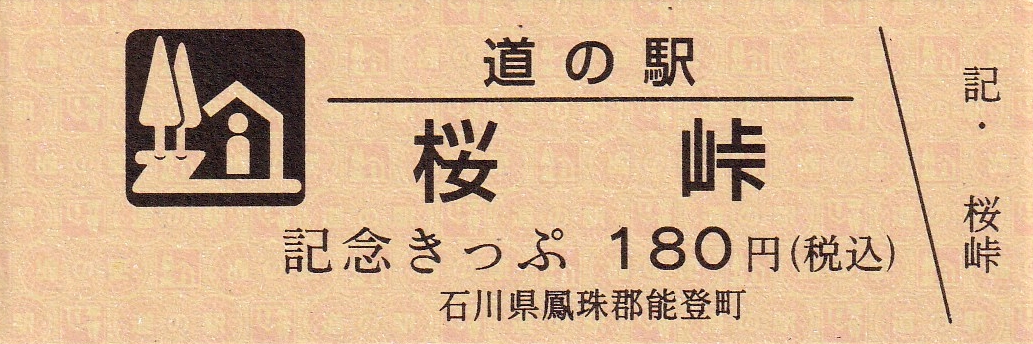 道の駅
桜峠
記念きっぷ 180円(税込)
石川県鳳珠郡能登町
記・桜峠